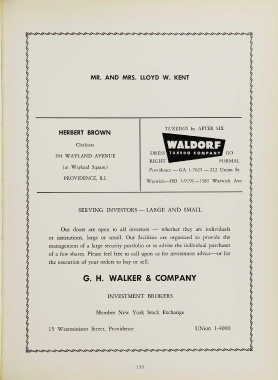 MR. AND MRS. LLOYD W. KENT
HERBERT BROWN
Clothiers
194 WAYLAND AVENUE
(at Wayland Square)
PROVIDENCE, R.I.
TUXEDOS by AFTER SIX
WALDORF
TUXEDO COMPANY
DRESS GO
RIGHT FORMAL
Providence—GA 1-7625—212 Union St.
Warwick—HO 3-9191—1685 Warwick Ave.
SERVING INVESTORS—LARGE AND SMALL
Our doors are open to all investors — whether they are individuals
or institutions, large or small. Our facilities are organized to provide the
management of a large security portfolio or to advise the individual purchaser
of a few shares. Please feel free to call upon us for investment advice—or for
the execution of your orders to buy or sell.
G. H. WALKER & COMPANY
INVESTMENT BROKERS
Member New York Stock Exchange
15 Westminster Street, Providence UNion 1-4000